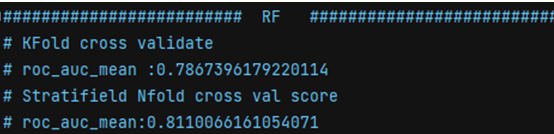 ######################### RF ##########################
# KFold cross validate
# roc_auc_mean :0.7867396179220114
# Stratifield Nfold cross val score
# roc_auc_mean:0.8110066161054071